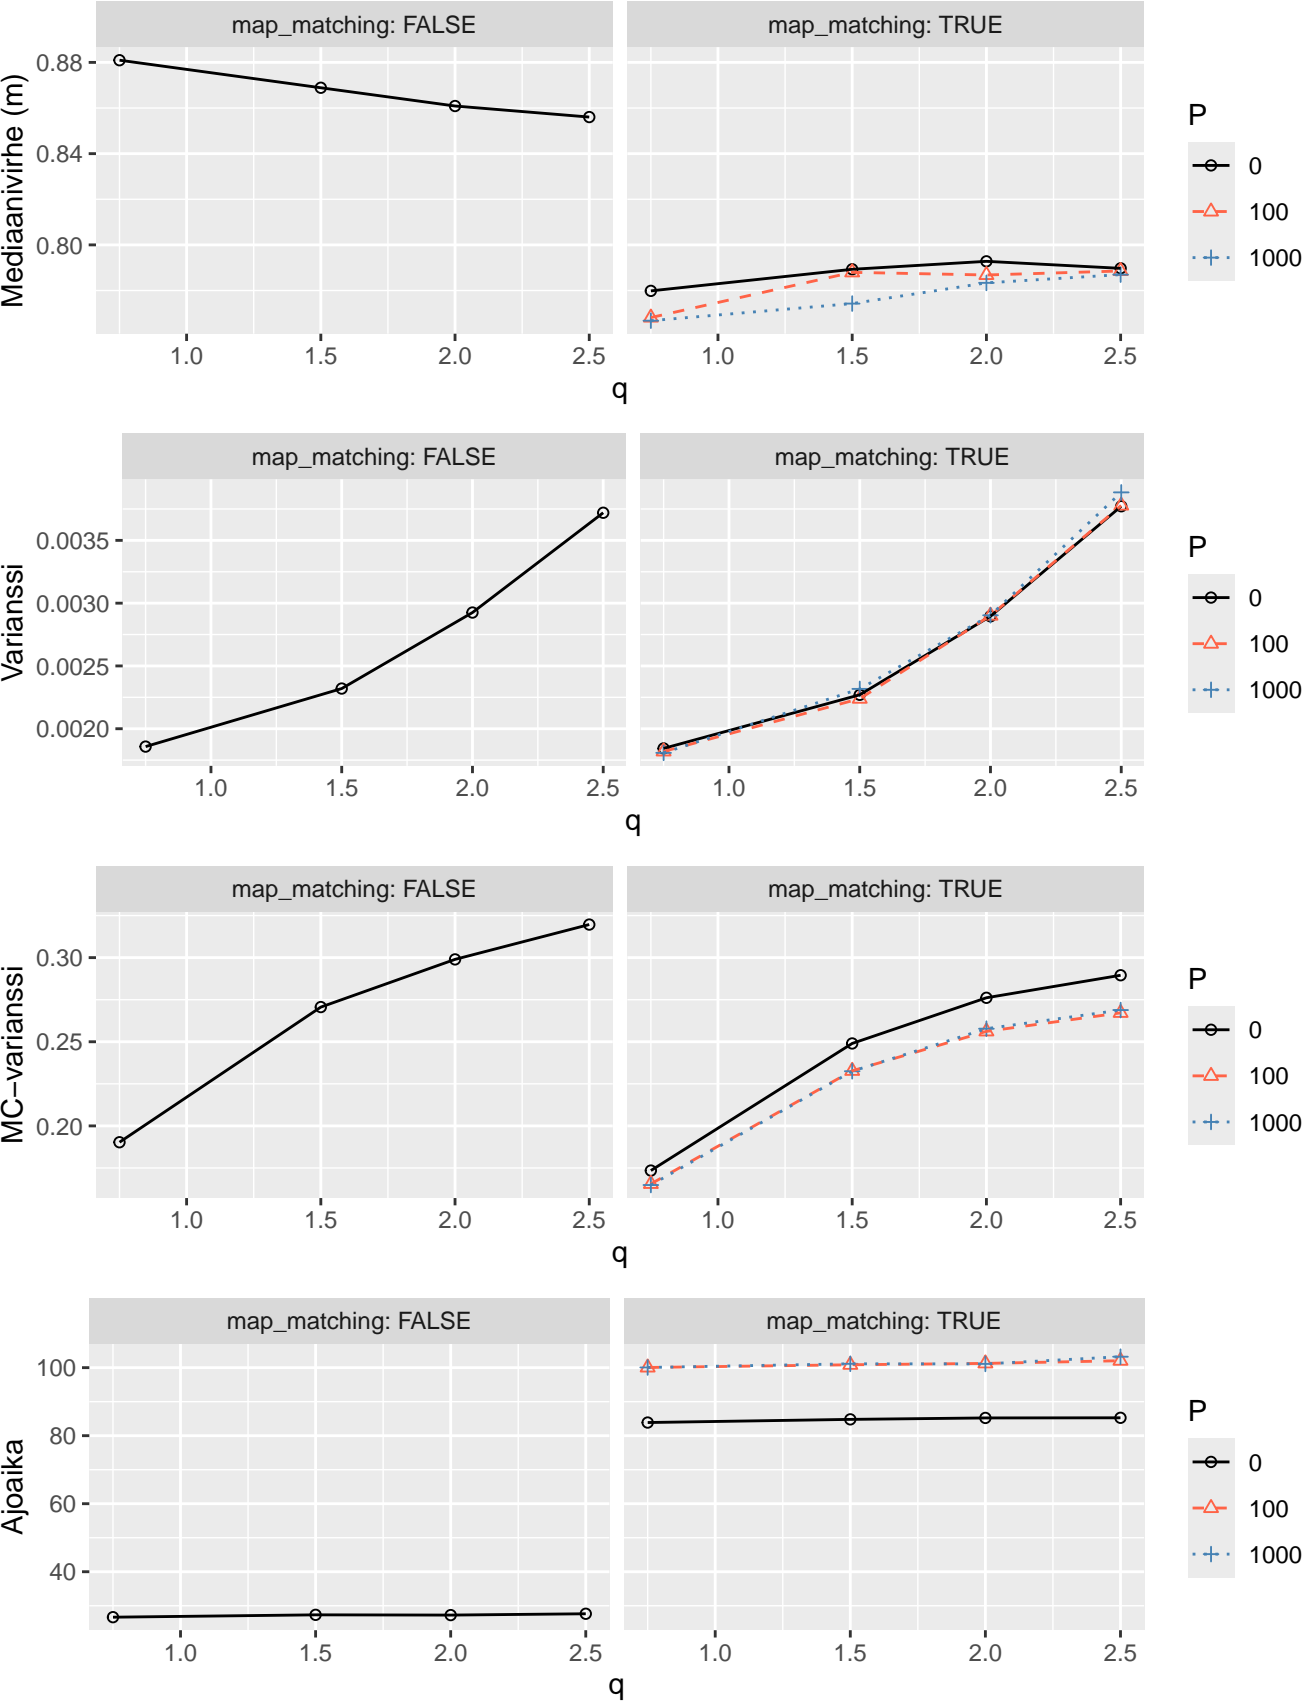 map_matching: FALSE
map_matching: TRUE
Mediaanivirhe (m)
0.88
0.84
0.80
1.0 1.5 2.0 2.5
1.0 1.5 2.0 2.5
q
P
0
100
1000
map_matching: FALSE
map_matching: TRUE
Varianssi
0.0035
0.0030
0.0025
0.0020
1.0 1.5 2.0 2.5
1.0 1.5 2.0 2.5
q
P
0
100
1000
map_matching: FALSE
map_matching: TRUE
MC−varianssi
0.30
0.25
0.20
1.0 1.5 2.0 2.5
1.0 1.5 2.0 2.5
q
P
0
100
1000
map_matching: FALSE
map_matching: TRUE
Ajoaika
100
80
60
40
1.0 1.5 2.0 2.5
1.0 1.5 2.0 2.5
q
P
0
100
1000